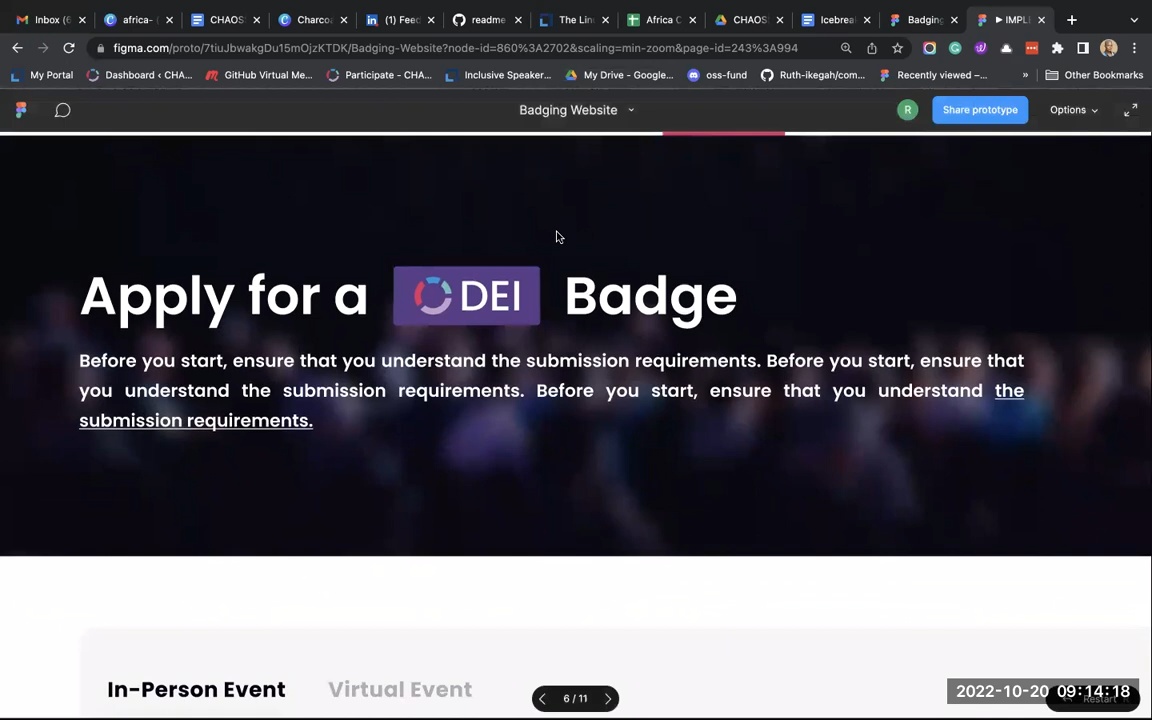 Inbox (6
africa-
CHAOS
Charco
(1) Feed
readme
The Lin
Africa C
CHAOS
Icebrea
Badging
IMPL
figma.com/proto/7tiuJbwakgDu15mOjzKTDK/Badging-Website?node-id=860%3A2702&scaling=min-zoom&page-id=243%3A994
My Portal
Dashboard < CHA...
GitHub Virtual Me...
Participate - CHA...
Inclusive Speaker...
My Drive - Google...
oss-fund
Ruth-ikegah/com...
Recently viewed –...
»
Other Bookmarks
Badging Website
R
Share prototype
Options
Apply for a DEI Badge
Before you start, ensure that you understand the submission requirements. Before you start, ensure that
you understand the submission requirements. Before you start, ensure that you understand the
submission requirements.
In-Person Event
Virtual Event
6 / 11
2022-10-20 09:14:18
Restart